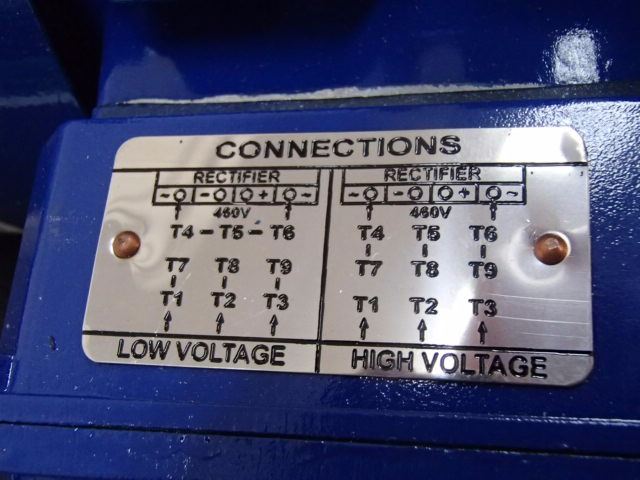 CONNECTIONS
RECTIFIER
~ - + ~
460V
T4-T5-T6
T7 T8 T9
T1 T2 T3
LOW VOLTAGE
RECTIFIER
~ - + ~
460V
T4 T5 T6
T7 T8 T9
T1 T2 T3
HIGH VOLTAGE